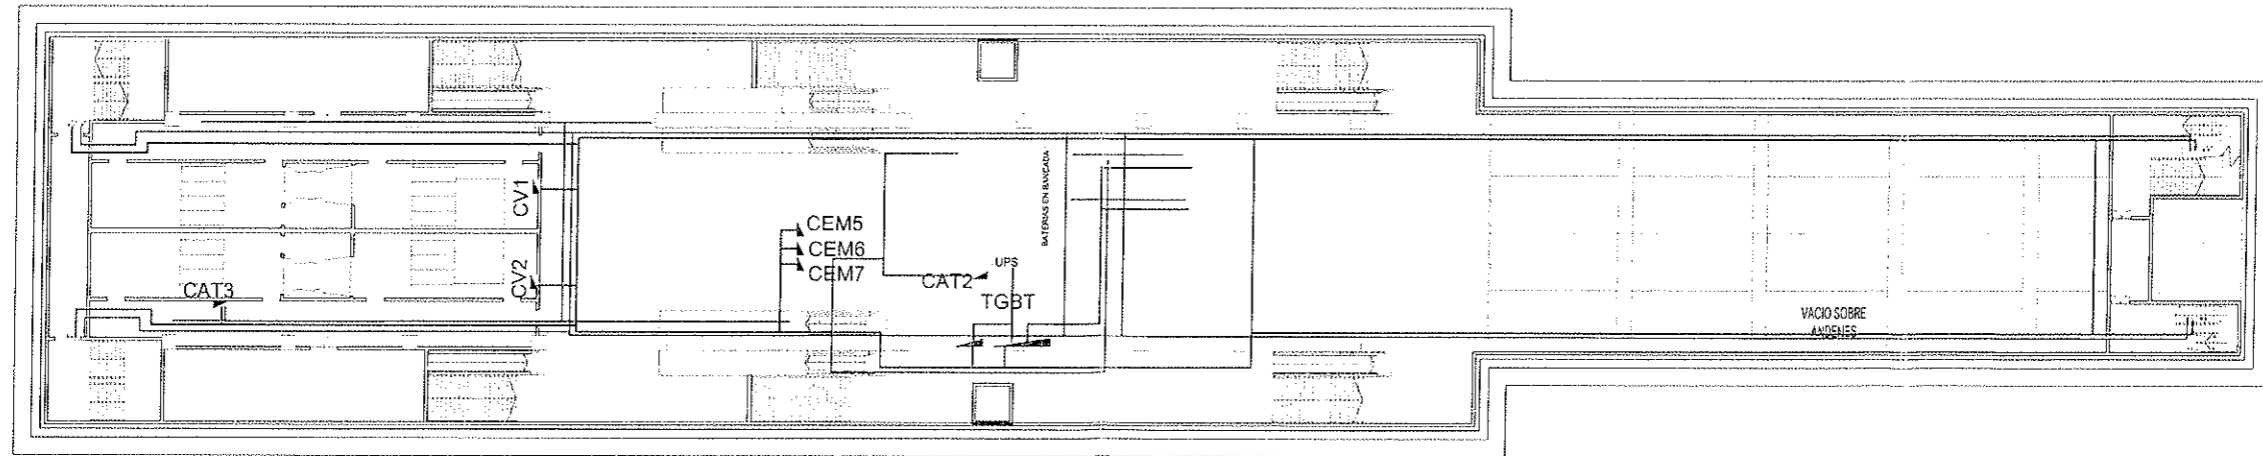 BATERIAS EN BANCADA
CV1
CEM5
CEM6
CEM7
UPS
CV2
CAT2
CAT3
TGBT
VACIO SOBRE
ANDENES